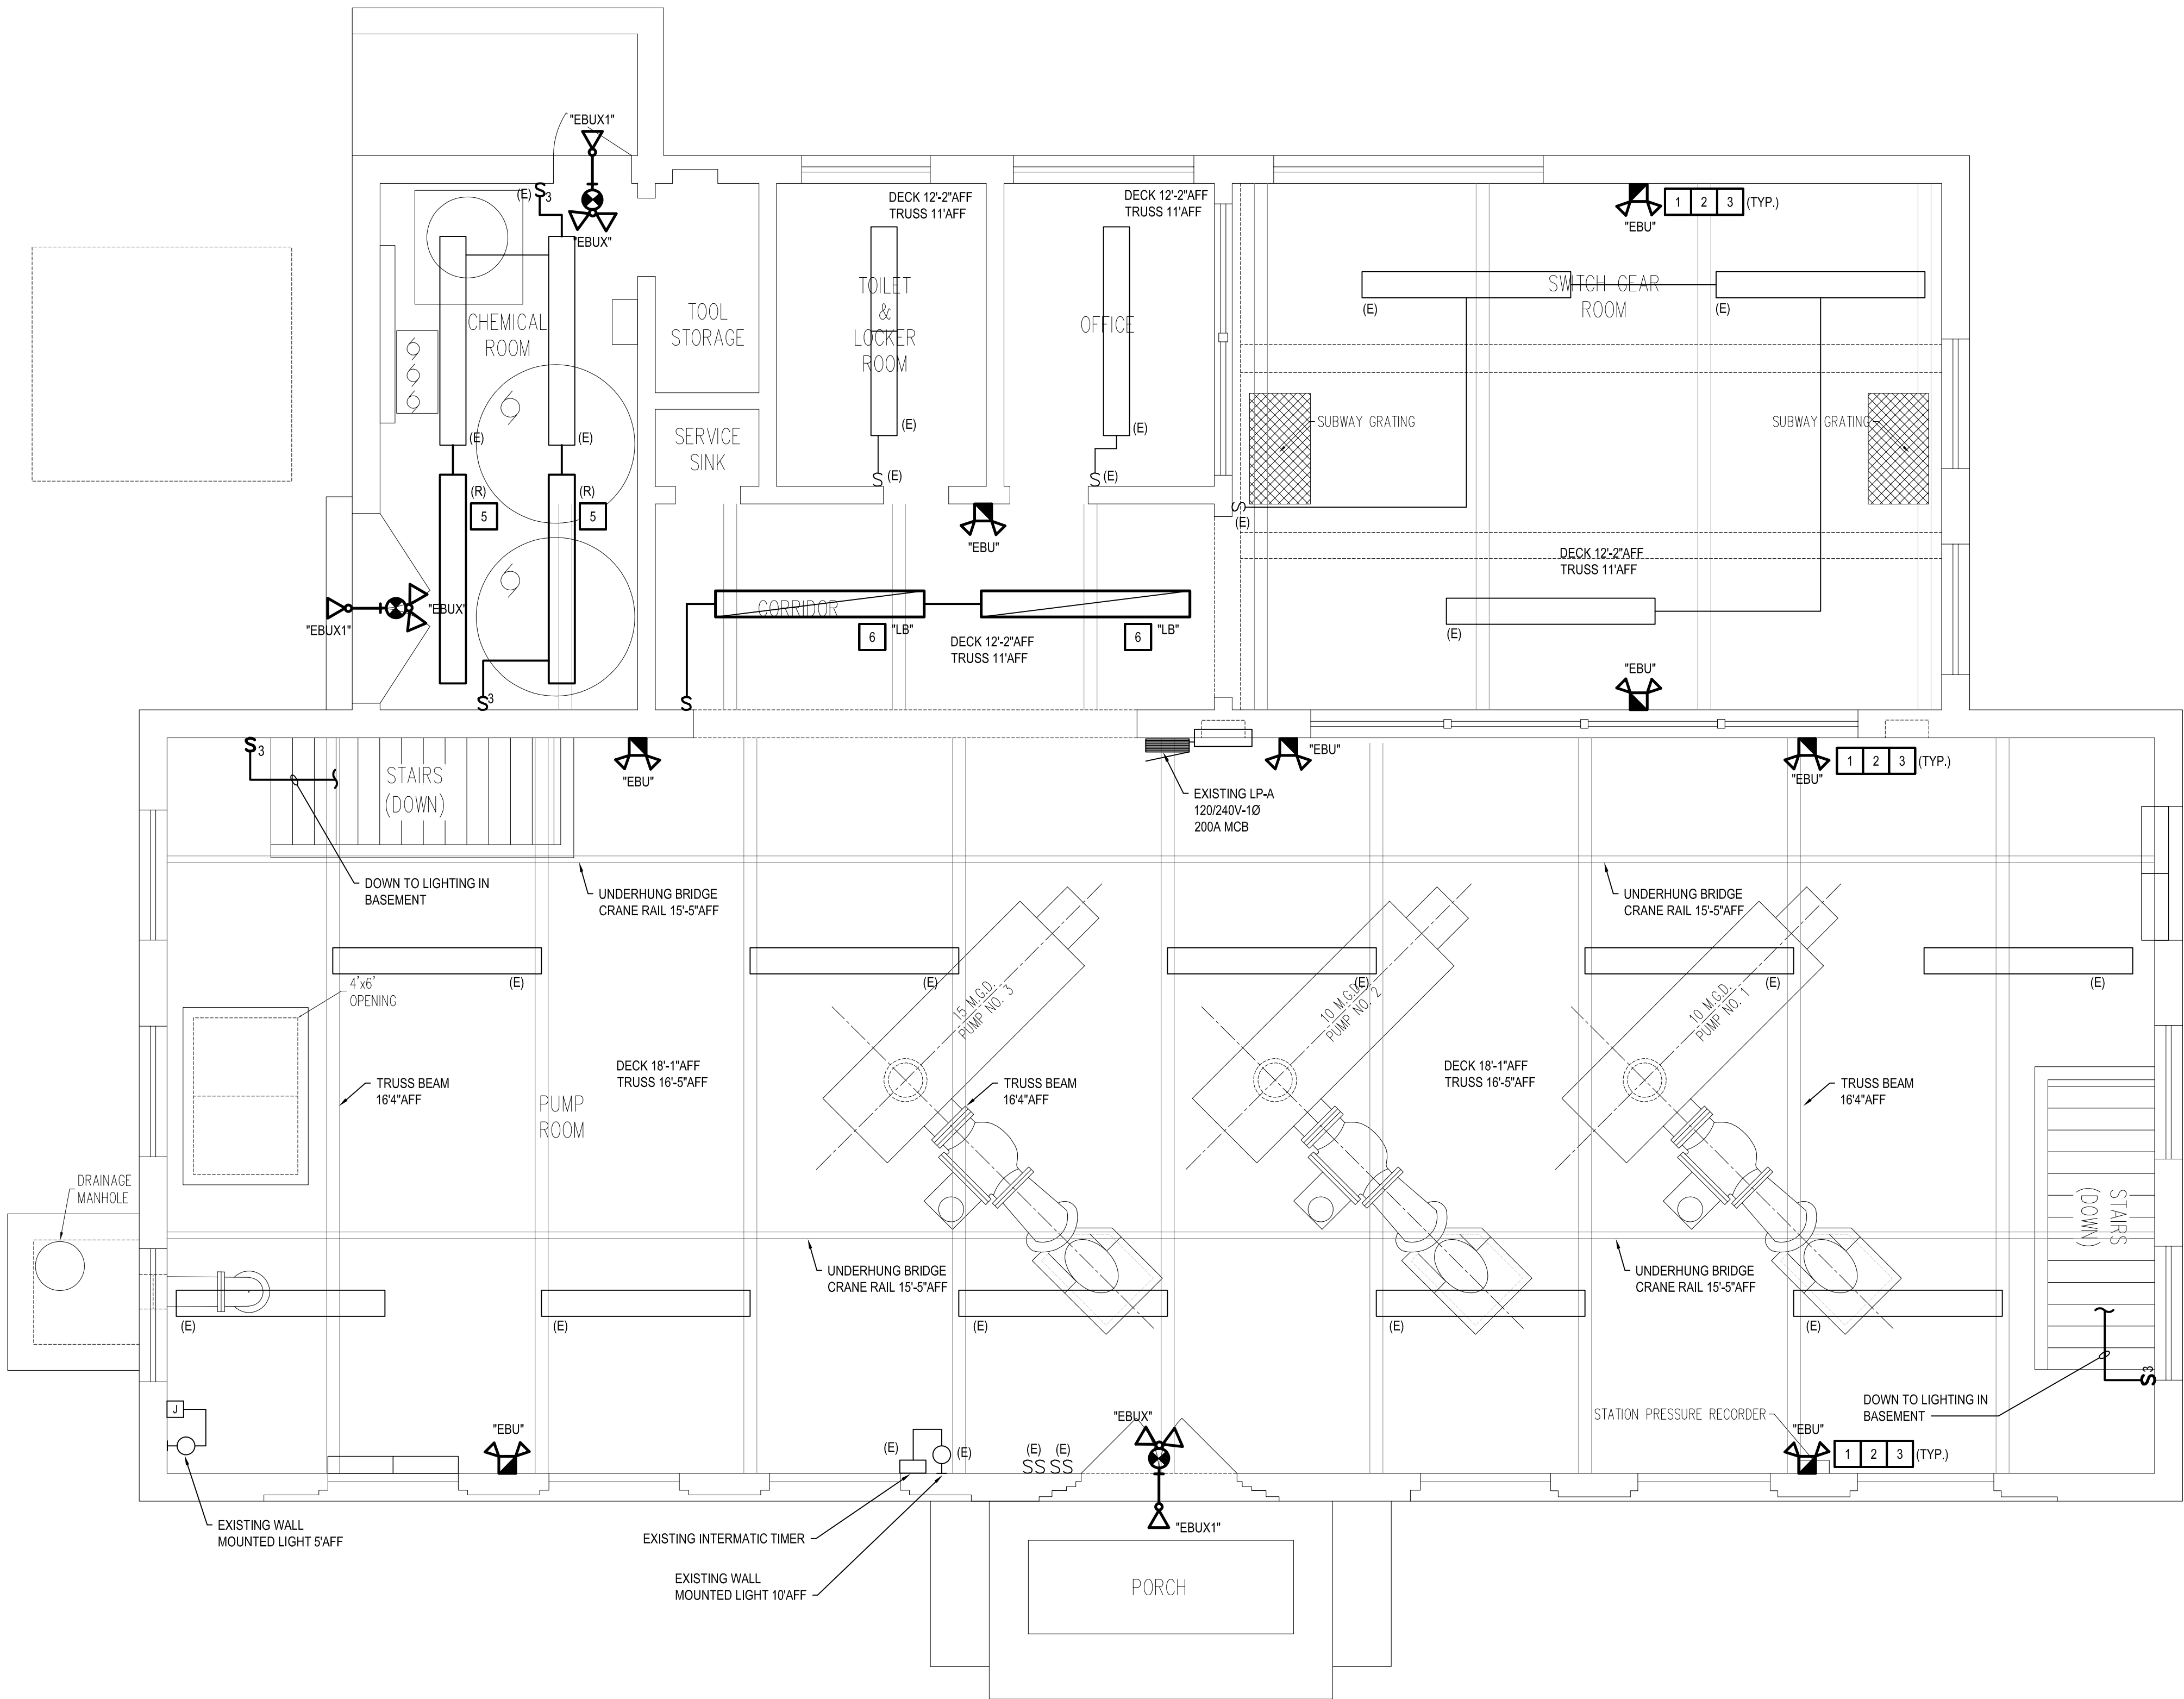 "EBUX1"
(E) S3
"EBUX"
DECK 12'-2"AFF
TRUSS 11'AFF
DECK 12'-2"AFF
TRUSS 11'AFF
1 2 3 (TYP.)
"EBU"
CHEMICAL
ROOM
TOOL
STORAGE
TOILET
&
LOCKER
ROOM
OFFICE
SWITCH GEAR
ROOM
(E)
(E)
SUBWAY GRATING
SUBWAY GRATING
(E)
(E)
SERVICE
SINK
(E)
(E)
S (E)
S (E)
(R)
5
(R)
5
S
(E)
"EBU"
DECK 12'-2"AFF
TRUSS 11'AFF
"EBUX1"
"EBUX"
CORRIDOR
6 "LB"
6 "LB"
DECK 12'-2"AFF
TRUSS 11'AFF
(E)
S3
S
"EBU"
S3
STAIRS
(DOWN)
"EBU"
"EBU"
"EBU"
1 2 3 (TYP.)
EXISTING LP-A
120/240V-1Ø
200A MCB
DOWN TO LIGHTING IN
BASEMENT
UNDERHUNG BRIDGE
CRANE RAIL 15'-5"AFF
UNDERHUNG BRIDGE
CRANE RAIL 15'-5"AFF
4'x6'
OPENING
(E)
(E)
(E)
(E)
(E)
15 M.G.D.
PUMP NO. 3
10 M.G.D.
PUMP NO. 2
10 M.G.D.
PUMP NO. 1
DECK 18'-1"AFF
TRUSS 16'-5"AFF
DECK 18'-1"AFF
TRUSS 16'-5"AFF
TRUSS BEAM
16'4"AFF
TRUSS BEAM
16'4"AFF
TRUSS BEAM
16'4"AFF
PUMP
ROOM
DRAINAGE
MANHOLE
STAIRS
(DOWN)
UNDERHUNG BRIDGE
CRANE RAIL 15'-5"AFF
UNDERHUNG BRIDGE
CRANE RAIL 15'-5"AFF
(E)
(E)
(E)
(E)
(E)
S3
DOWN TO LIGHTING IN
BASEMENT
J
"EBU"
(E)
(E)
(E) (E)
SS SS
"EBUX"
STATION PRESSURE RECORDER
"EBU"
1 2 3 (TYP.)
EXISTING WALL
MOUNTED LIGHT 5'AFF
EXISTING INTERMATIC TIMER
"EBUX1"
EXISTING WALL
MOUNTED LIGHT 10'AFF
PORCH